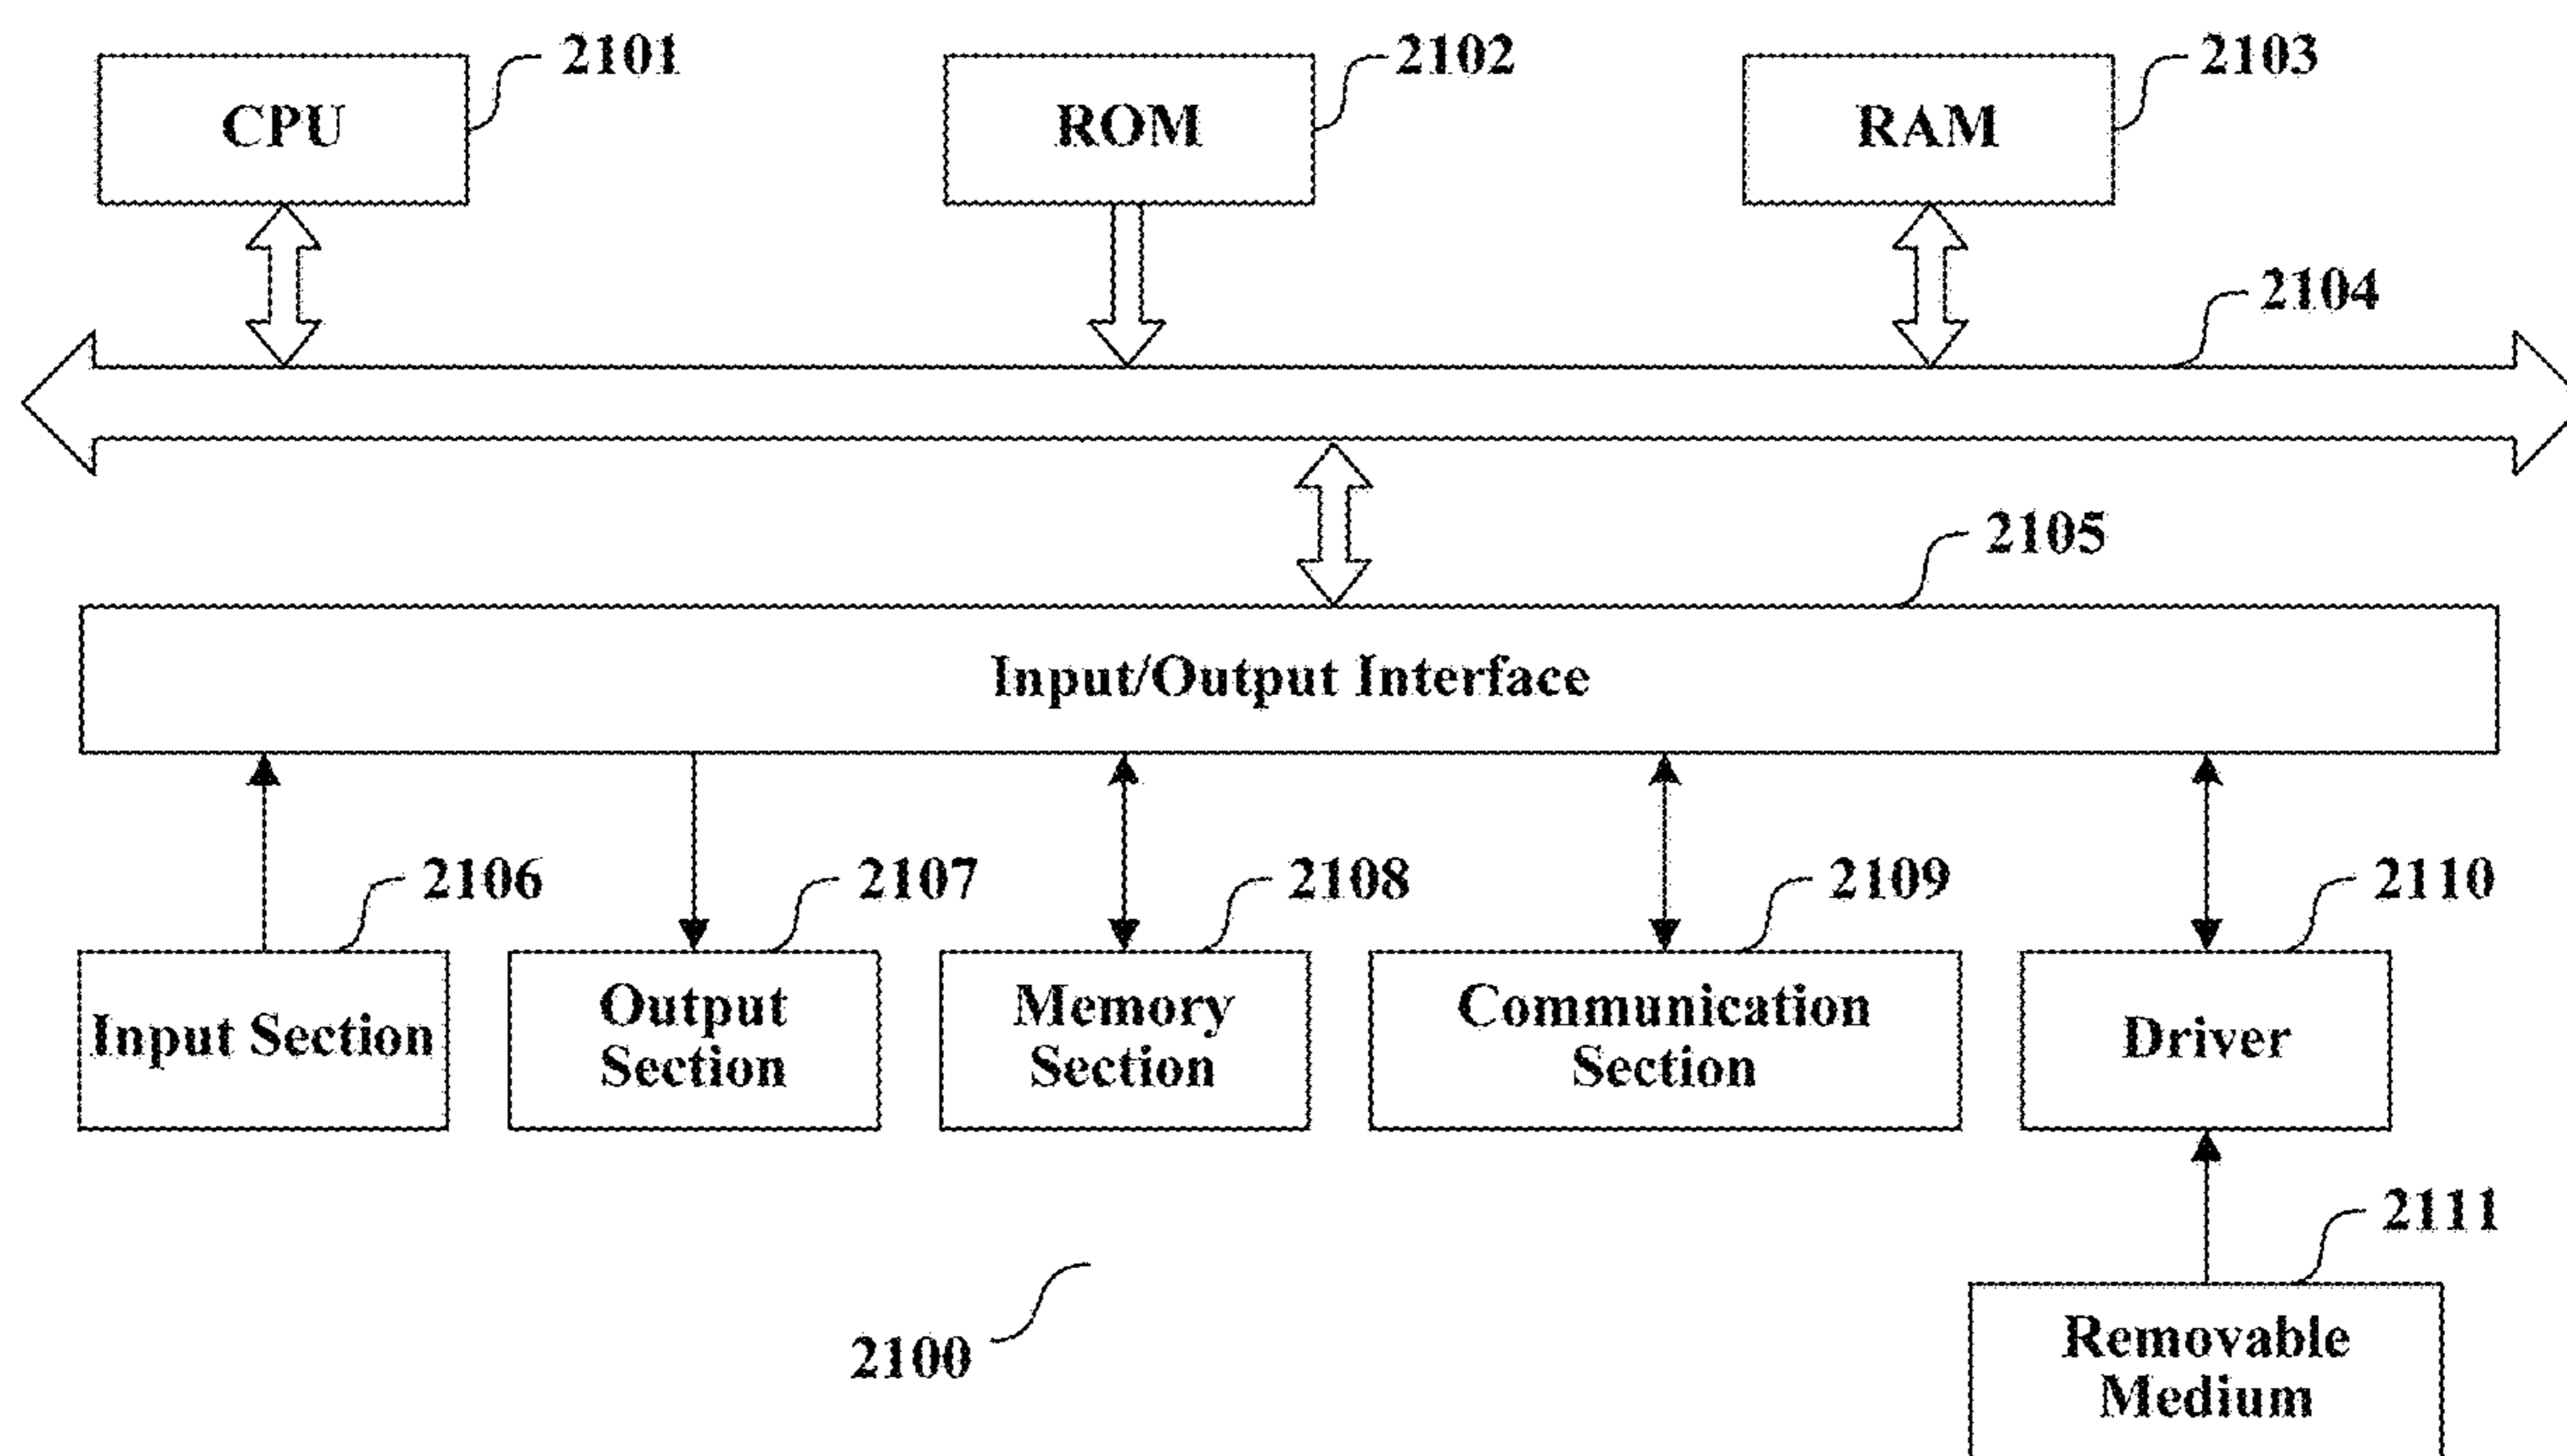 CPU
2101
ROM
2102
RAM
2103
2104
2105
Input/Output Interface
2106
2107
2108
2109
2110
Input Section
Output
Section
Memory
Section
Communication
Section
Driver
2111
2100
Removable
Medium